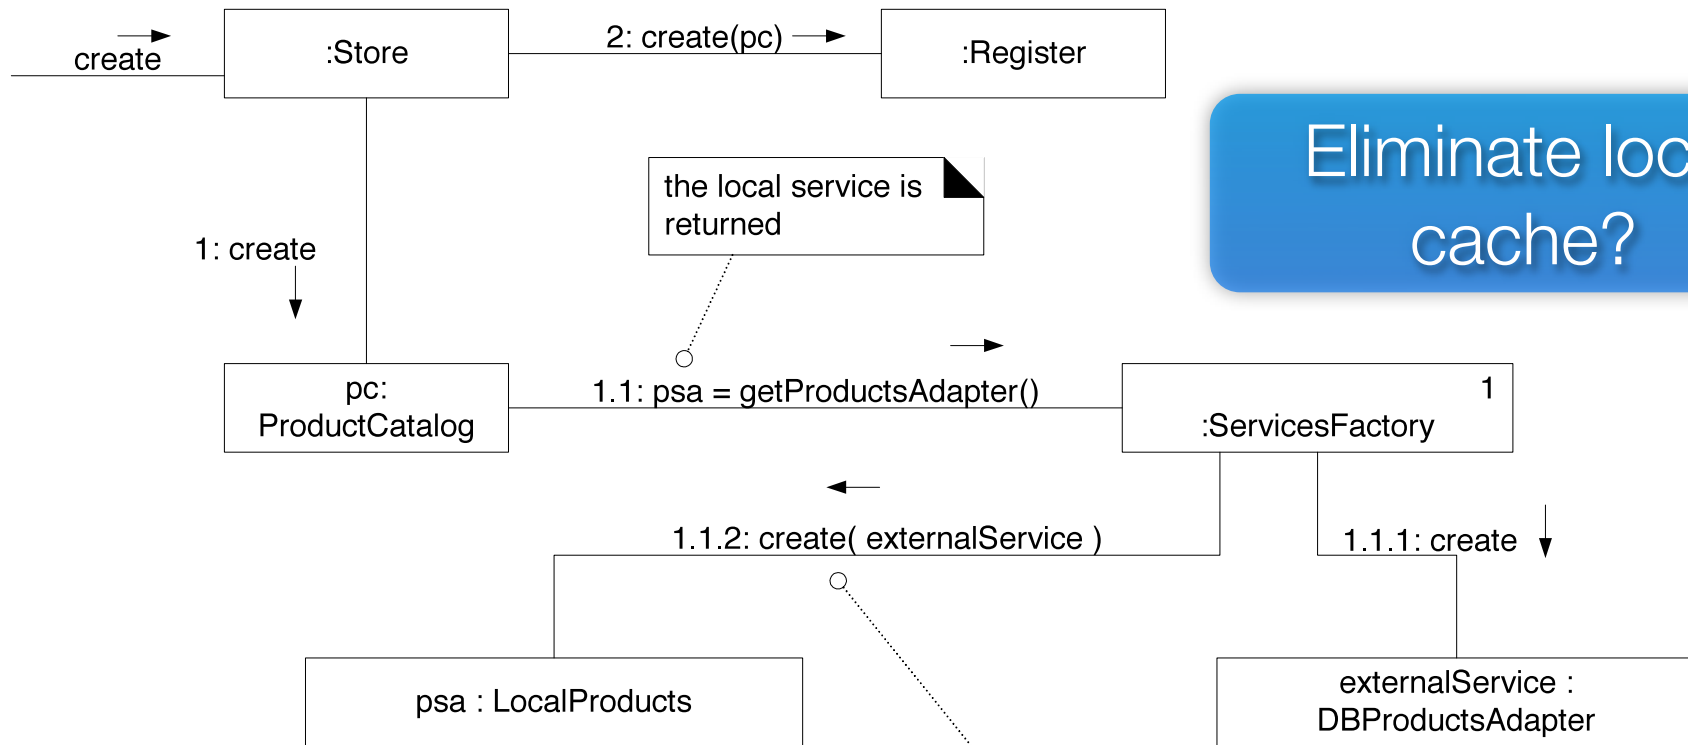 create
:Store
2: create(pc)
:Register
Eliminate
cache?
the local service is
returned
1: create
pc:
ProductCatalog
1.1: psa = getProductsAdapter()
1
:ServicesFactory
1.1.2: create( externalService )
1.1.1: create
psa : LocalProducts
externalService :
DBProductsAdapter